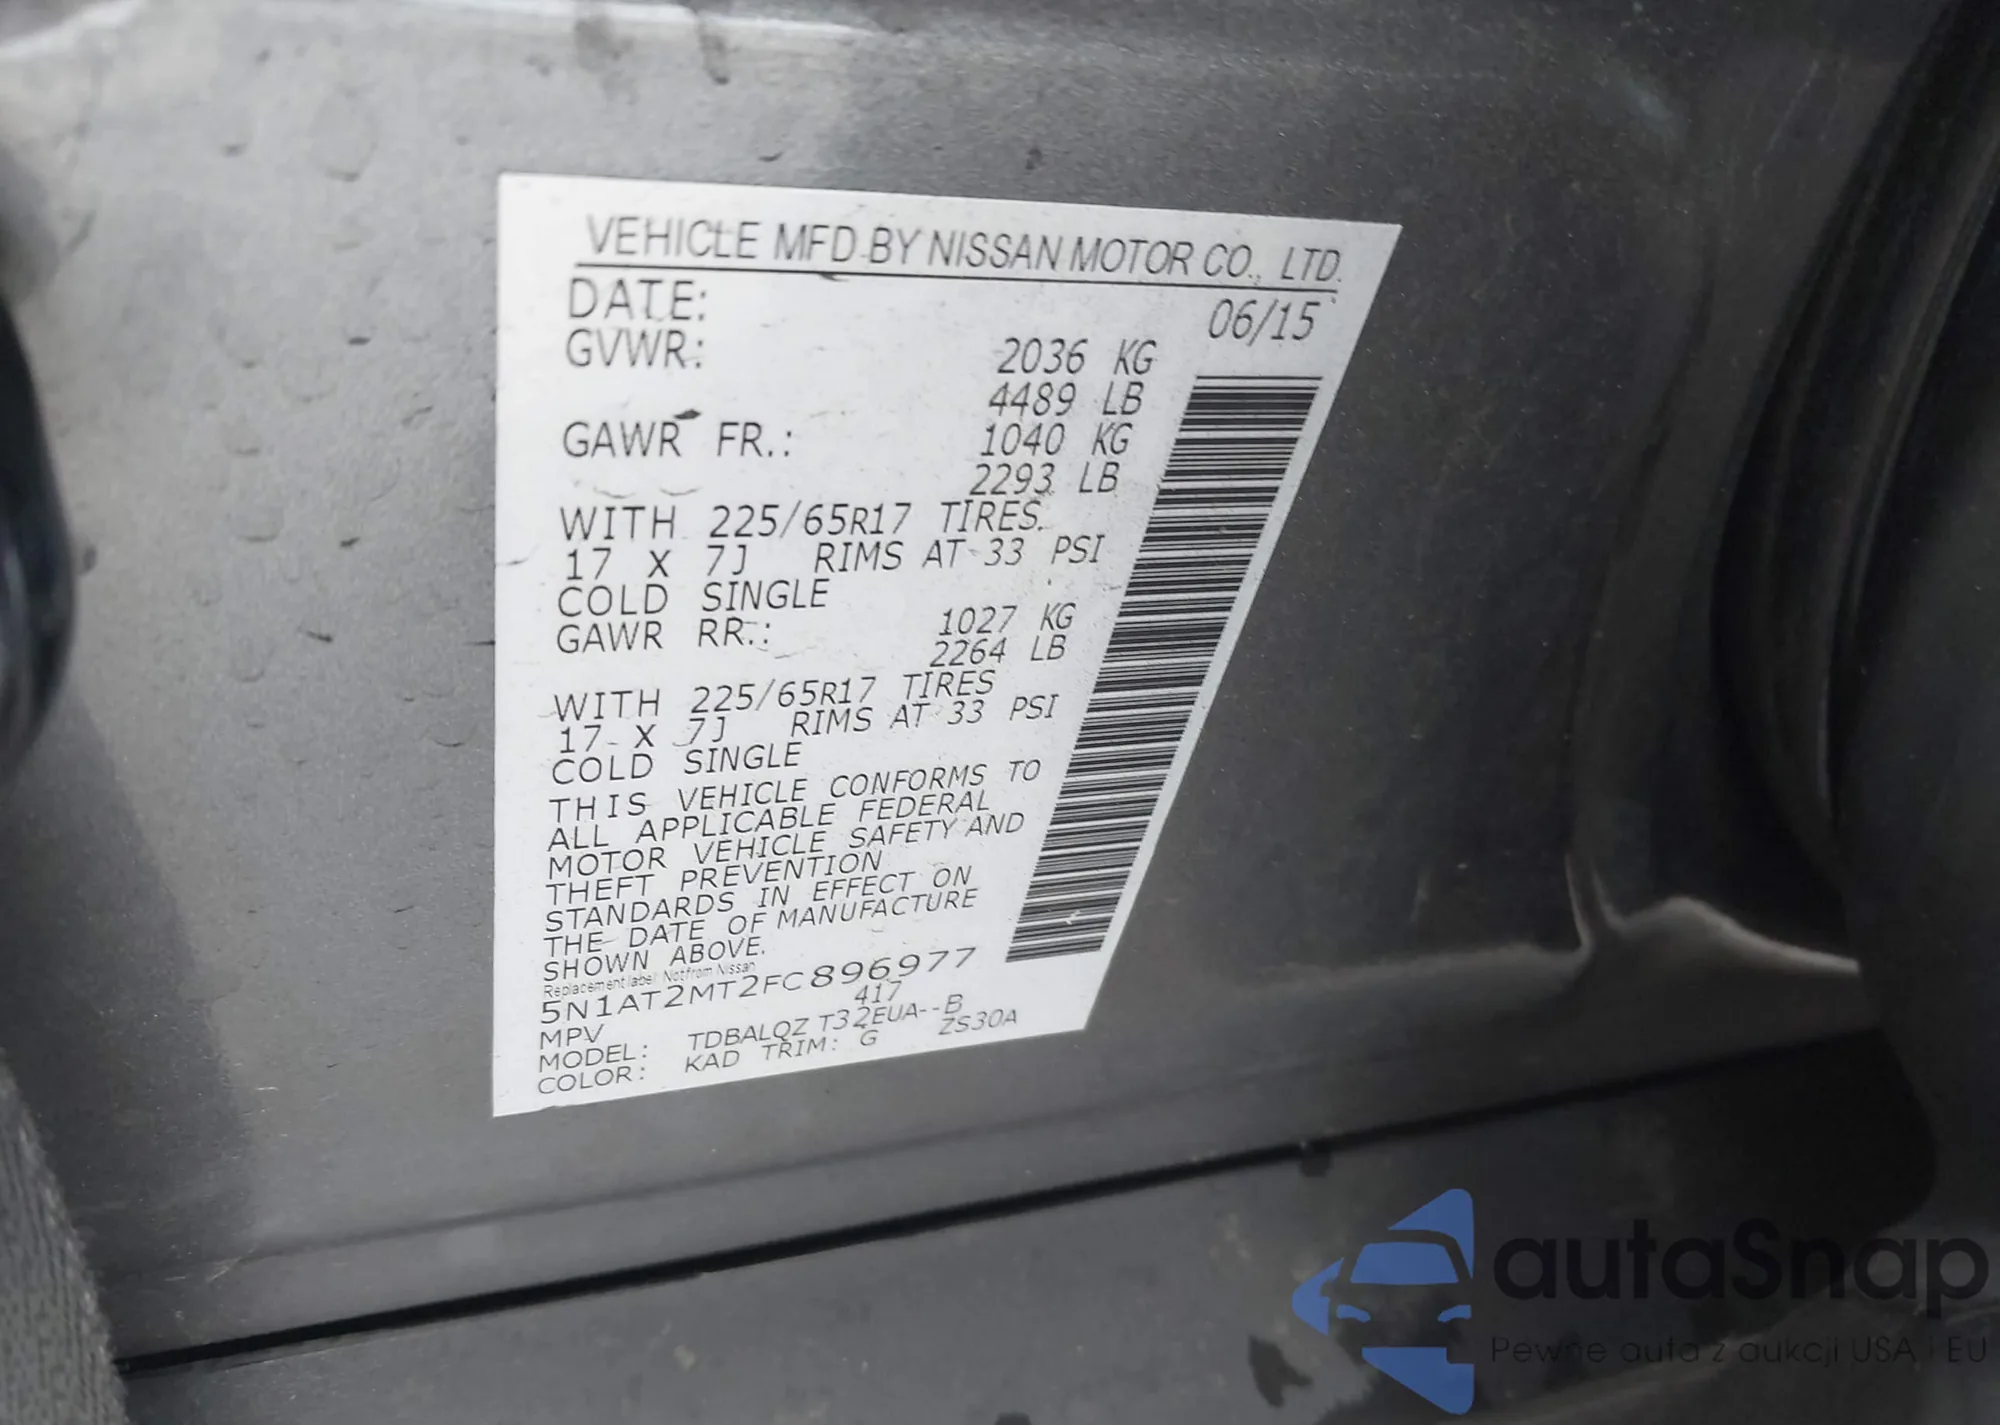 VEHICLE MFD BY NISSAN MOTOR CO., LTD.
DATE: 06/15
GVWR: 2036 KG
4489 LB
GAWR FR.: 1040 KG
2293 LB
WITH 225/65R17 TIRES.
17 X 7J RIMS AT 33 PSI
COLD SINGLE
GAWR RR.: 1027 KG
2264 LB
WITH 225/65R17 TIRES
17 X 7J RIMS AT 33 PSI
COLD SINGLE
THIS VEHICLE CONFORMS TO
ALL APPLICABLE FEDERAL
MOTOR VEHICLE SAFETY AND
THEFT PREVENTION
STANDARDS IN EFFECT ON
THE DATE OF MANUFACTURE
SHOWN ABOVE.
Replacement label Not from Nissan
5N1AT2MT2FC896977
MPV 417
MODEL: TDBALQZ T32EUA--B
COLOR: KAD TRIM: G ZS30A
autaSnap
Pewne auta z aukcji USA i EU